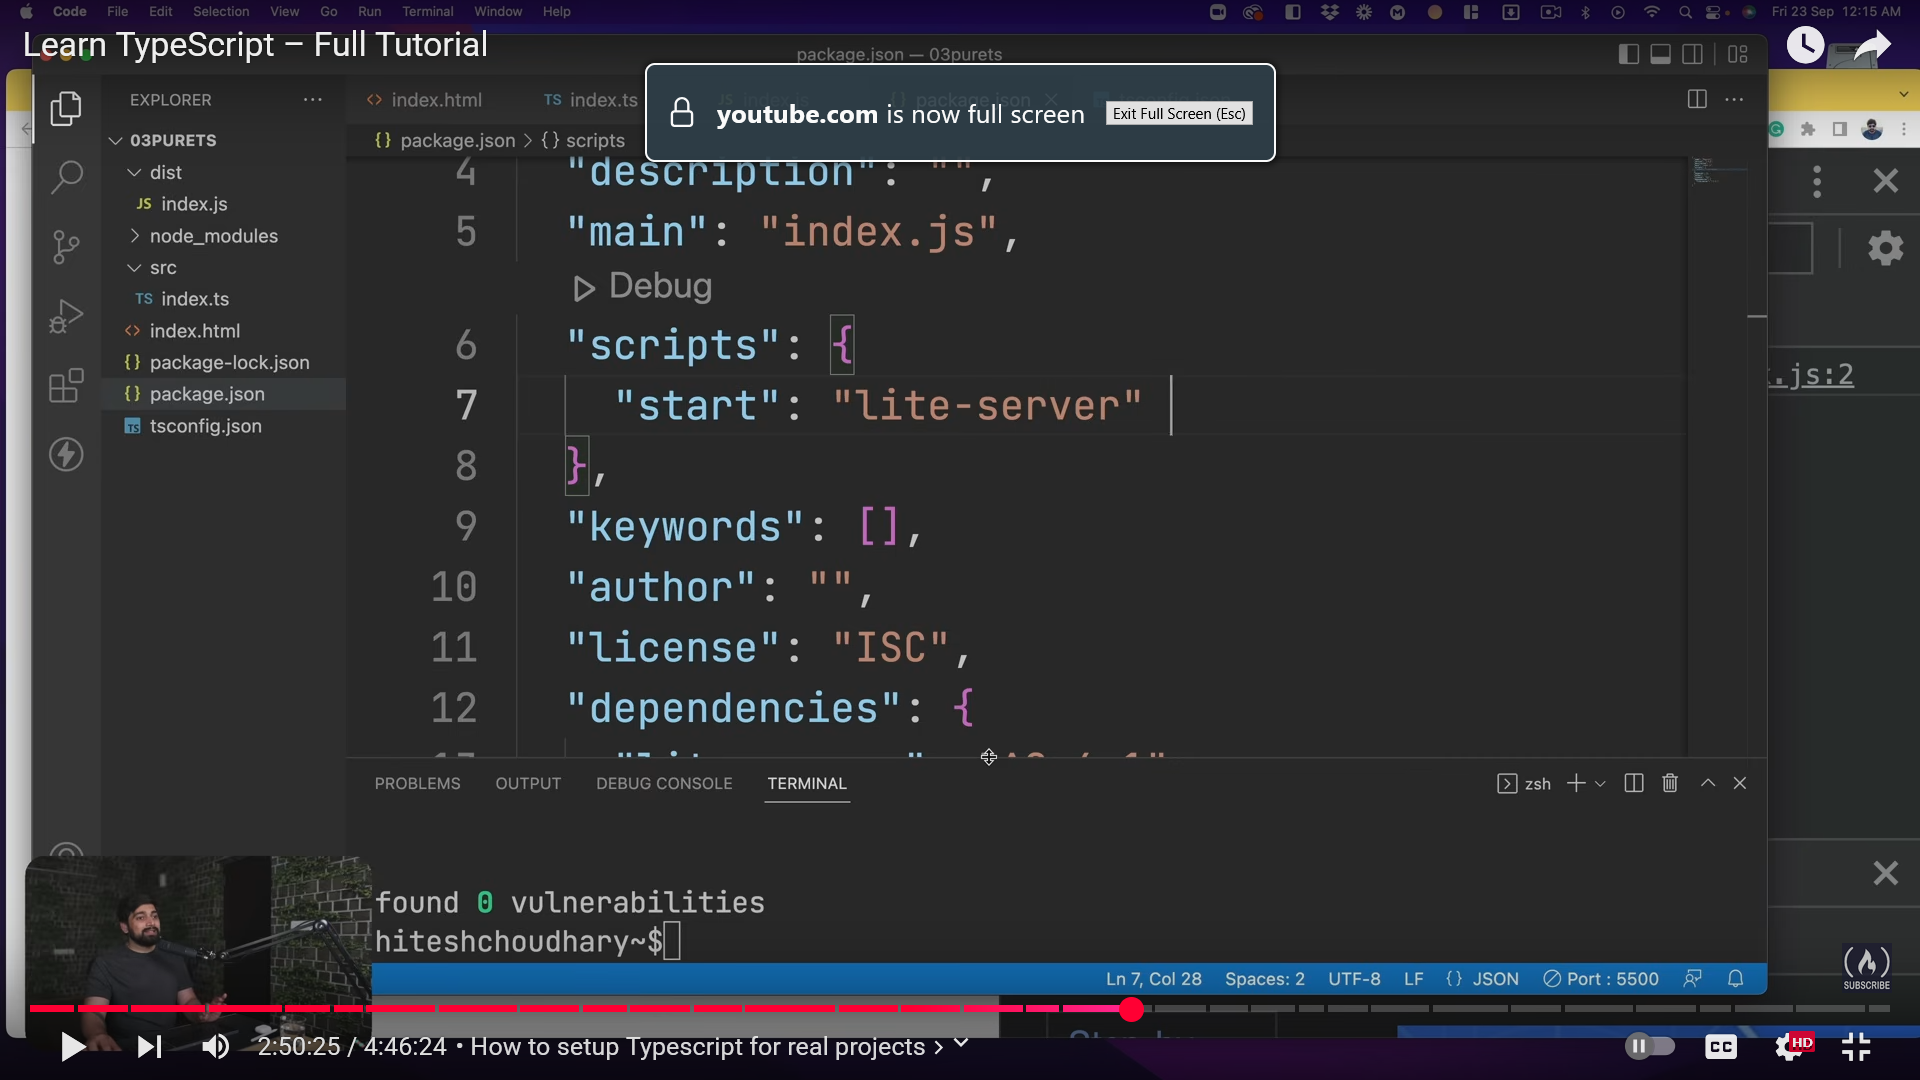 Code File Edit Selection View Go Run Terminal Window Help
Fri 23 Sep 12:15 AM
Learn TypeScript – Full Tutorial
package.json — 03purets
youtube.com is now full screen Exit Full Screen (Esc)
EXPLORER
index.html
TS index.ts
package.json > {} scripts
03PURETS
dist
JS index.js
node_modules
src
TS index.ts
index.html
{} package-lock.json
{} package.json
TS tsconfig.json
4 "description": "",
5 "main": "index.js",
Debug
6 "scripts": {
7 "start": "lite-server"
8 },
9 "keywords": [],
10 "author": "",
11 "license": "ISC",
12 "dependencies": {
.js:2
PROBLEMS OUTPUT DEBUG CONSOLE TERMINAL
zsh
found 0 vulnerabilities
hiteshchoudhary~$
Ln 7, Col 28 Spaces: 2 UTF-8 LF {} JSON Port : 5500
SUBSCRIBE
2:50:25 / 4:46:24 • How to setup Typescript for real projects >
CC
HD